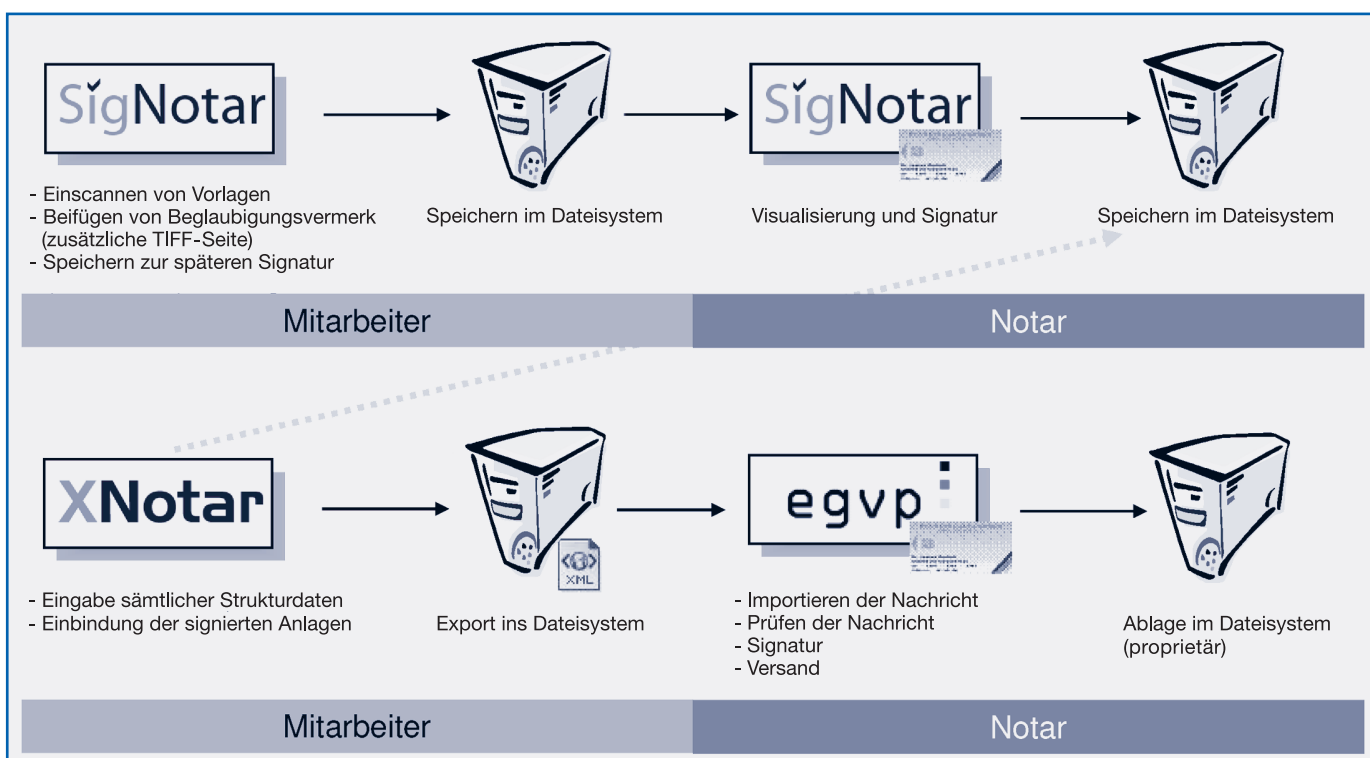 SigNotar
SigNotar
- Einscannen von Vorlagen
- Beifügen von Beglaubigungsvermerk
(zusätzliche TIFF-Seite)
- Speichern zur späteren Signatur
Speichern im Dateisystem
Visualisierung und Signatur
Speichern im Dateisystem
Mitarbeiter
Notar
XNotar
XML
egvp
- Eingabe sämtlicher Strukturdaten
- Einbindung der signierten Anlagen
Export ins Dateisystem
- Importieren der Nachricht
- Prüfen der Nachricht
- Signatur
- Versand
Ablage im Dateisystem
(proprietär)
Mitarbeiter
Notar